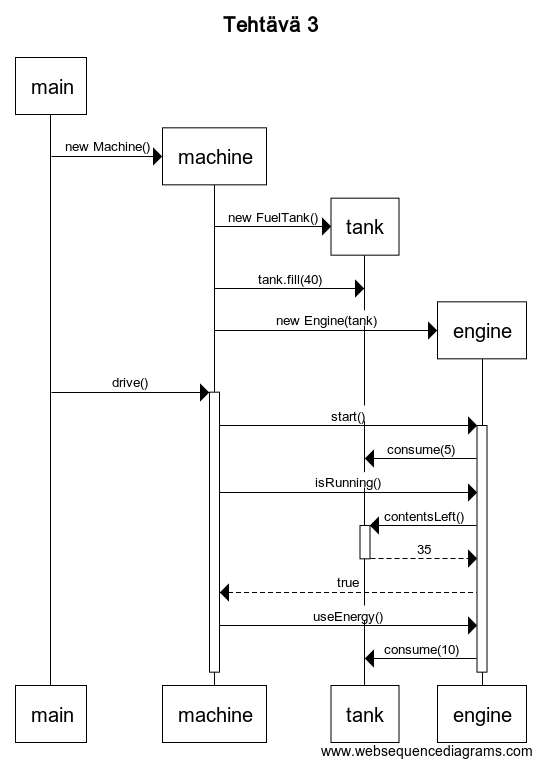 Tehtävä 3
main
new Machine()
machine
new FuelTank()
tank
tank.fill(40)
new Engine(tank)
engine
drive()
start()
consume(5)
isRunning()
contentsLeft()
35
true
useEnergy()
consume(10)
main
machine
tank
engine
www.websequencediagrams.com